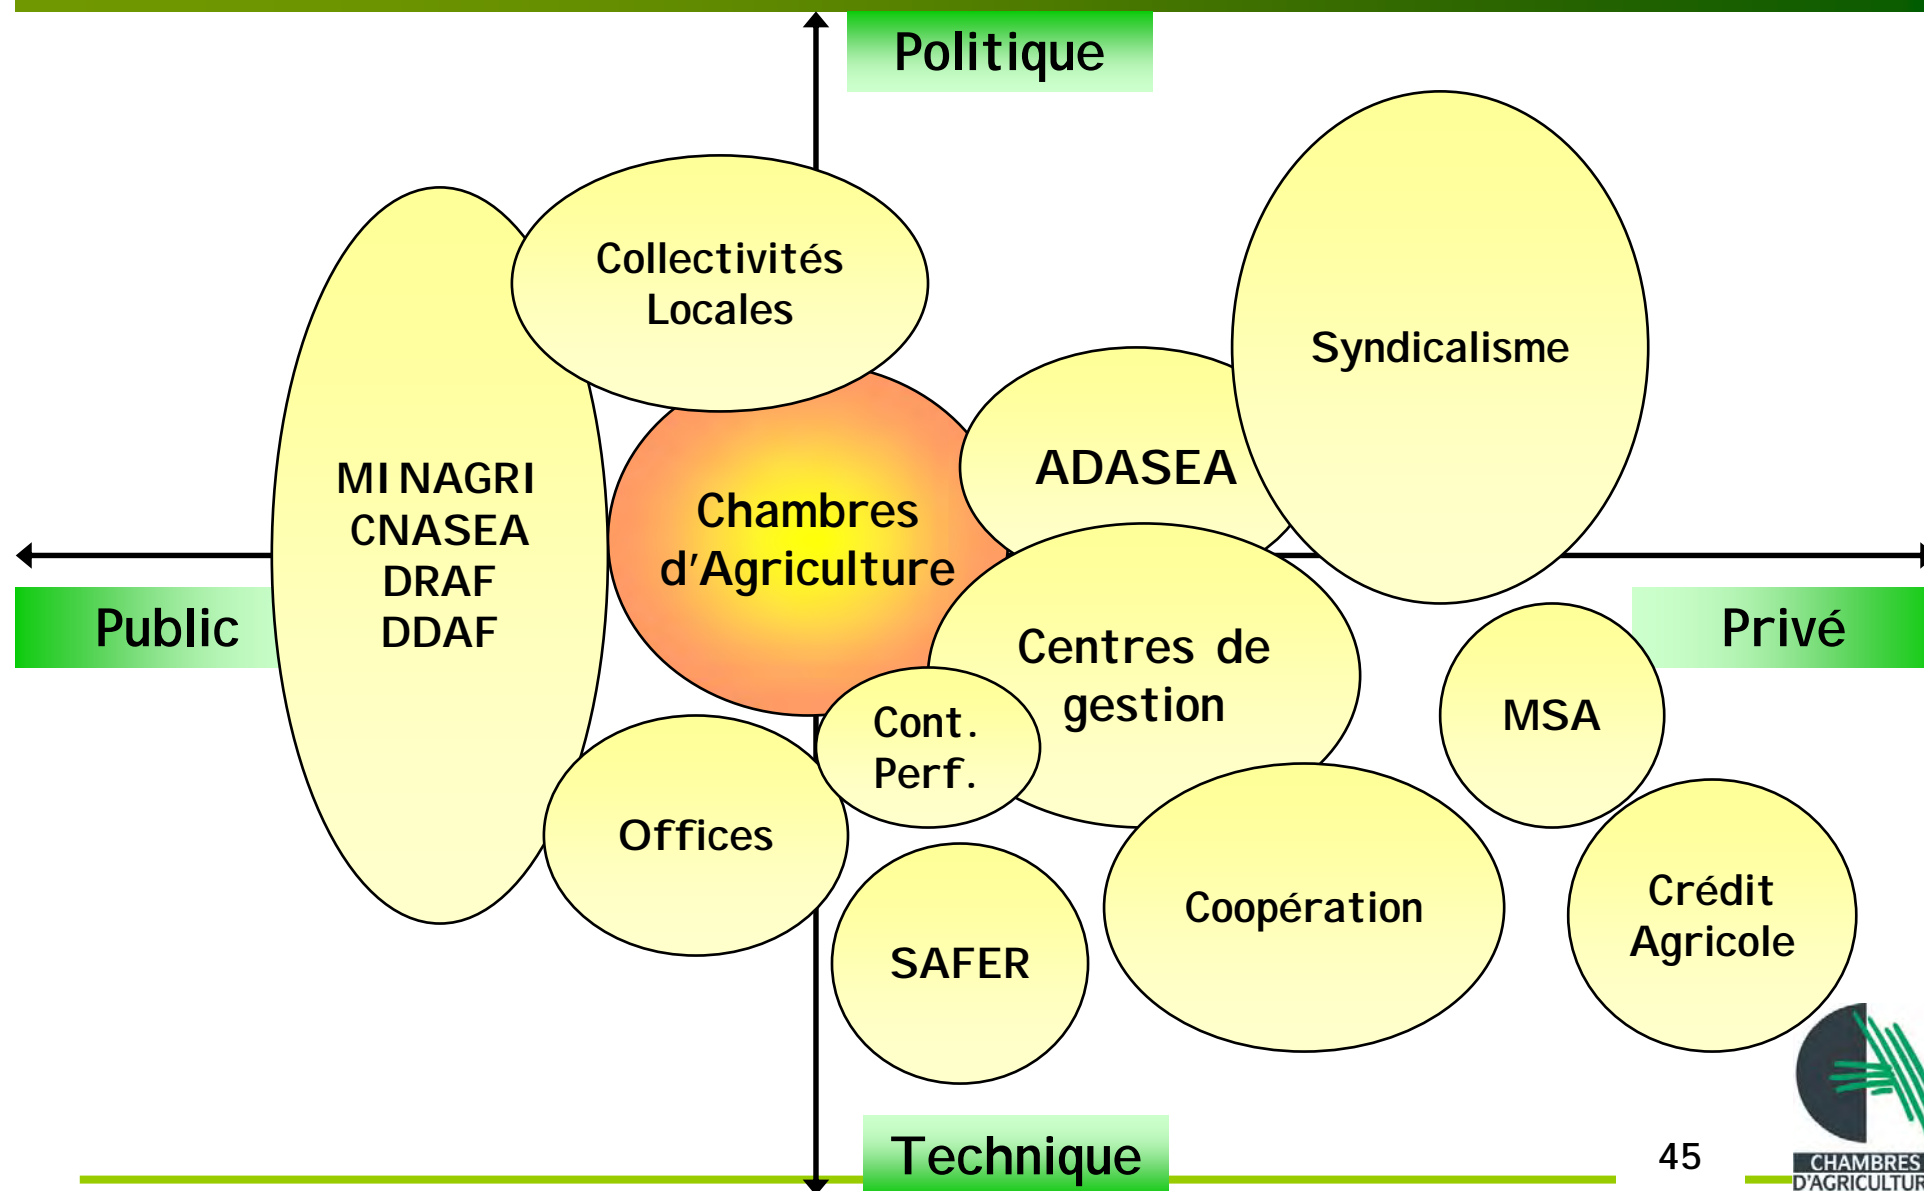 Politique
Collectivités
Locales
Syndicalisme
MINAGRI
CNASEA
DRAF
DDAF
ADASEA
Chambres
d'Agriculture
Public
Privé
Centres de
gestion
MSA
Cont.
Perf.
Offices
Coopération
Crédit
Agricole
SAFER
Technique
45
CHAMBRES
D'AGRICULTUR